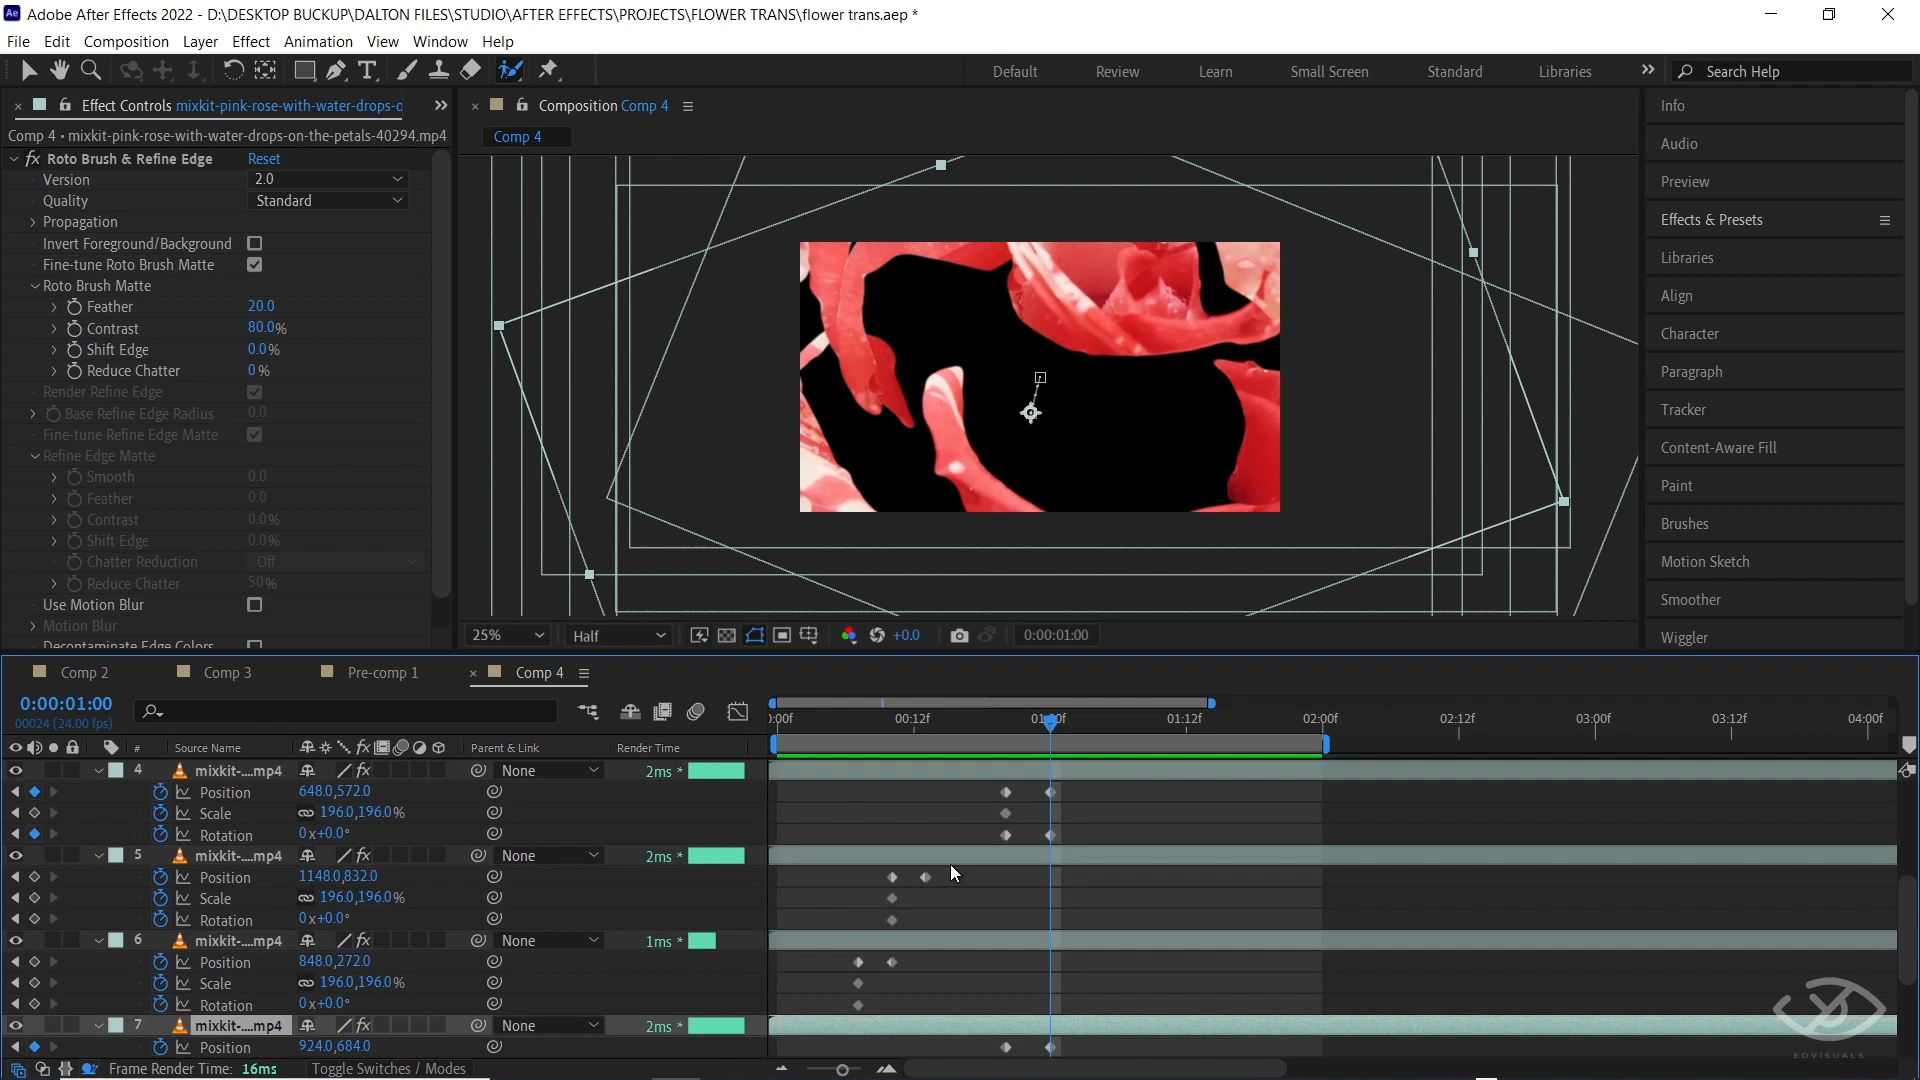 Adobe After Effects 2022 - D:\DESKTOP BUCKUP\DALTON FILES\STUDIO\AFTER EFFECTS\PROJECTS\FLOWER TRANS\flower trans.aep *
File Edit Composition Layer Effect Animation View Window Help
Default Review Learn Small Screen Standard Libraries Search Help
Effect Controls mixkit-pink-rose-with-water-drops-o
Composition Comp 4
Comp 4 • mixkit-pink-rose-with-water-drops-on-the-petals-40294.mp4
Comp 4
fx Roto Brush & Refine Edge Reset
Version 2.0
Quality Standard
Propagation
Invert Foreground/Background
Fine-tune Roto Brush Matte
Roto Brush Matte
Feather 20.0
Contrast 80.0%
Shift Edge 0.0%
Reduce Chatter 0%
Render Refine Edge
Base Refine Edge Radius 0.0
Fine-tune Refine Edge Matte
Refine Edge Matte
Smooth 0.0
Feather 0.0
Contrast 0.0%
Shift Edge 0.0%
Chatter Reduction Off
Reduce Chatter 50%
Use Motion Blur
Motion Blur
Decontaminate Edge Colors
25% Half +0.0 0:00:01:00
Info
Audio
Preview
Effects & Presets
Libraries
Align
Character
Paragraph
Tracker
Content-Aware Fill
Paint
Brushes
Motion Sketch
Smoother
Wiggler
Comp 2 Comp 3 Pre-comp 1 Comp 4
0:00:01:00
00024 (24.00 fps)
:00f 00:12f 01:00f 01:12f 02:00f 02:12f 03:00f 03:12f 04:00f
# Source Name fx Parent & Link Render Time
4 mixkit-....mp4 fx None 2ms *
Position 648.0,572.0
Scale 196.0,196.0%
Rotation 0x+0.0°
5 mixkit-....mp4 fx None 2ms *
Position 1148.0,832.0
Scale 196.0,196.0%
Rotation 0x+0.0°
6 mixkit-....mp4 fx None 1ms *
Position 848.0,272.0
Scale 196.0,196.0%
Rotation 0x+0.0°
7 mixkit-....mp4 fx None 2ms *
Position 924.0,684.0
EDVISUALS
Frame Render Time: 16ms Toggle Switches / Modes